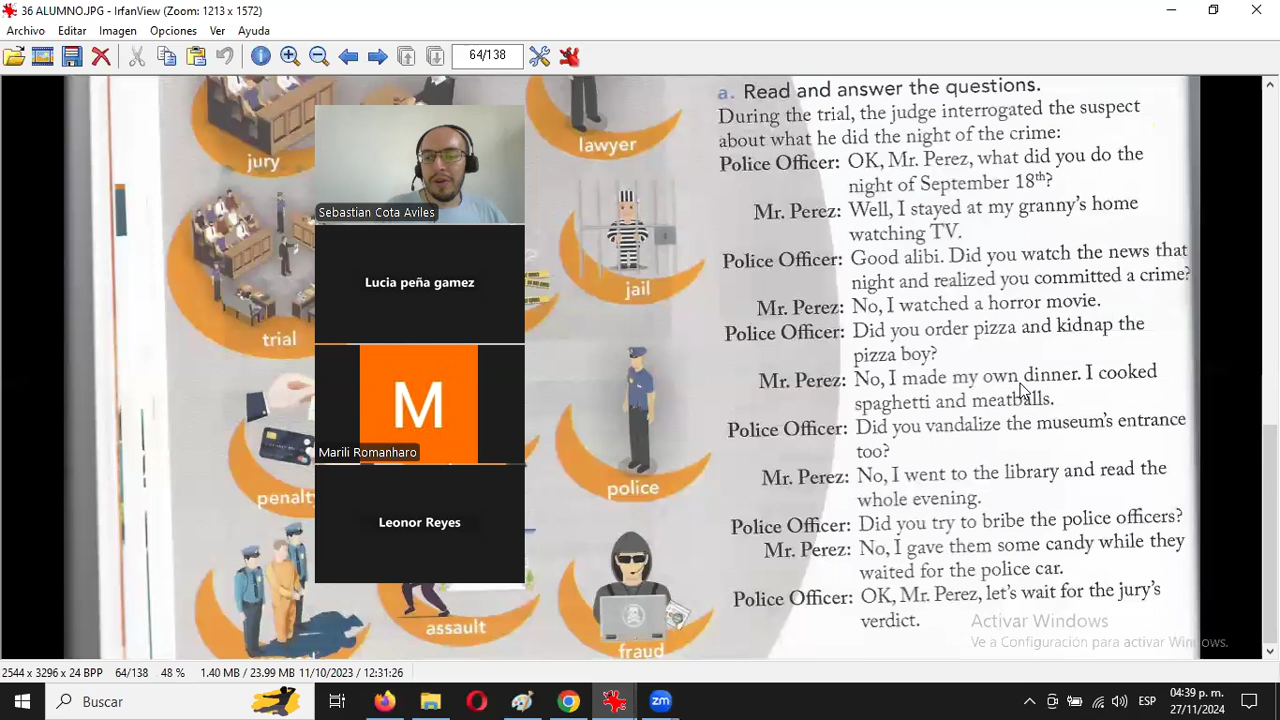 36 ALUMNO.JPG - IrfanView (Zoom: 1213 x 1572)
Archivo Editar Imagen Opciones Ver Ayuda
64/138
jury
lawyer
trial
jail
penalty
police
assault
fraud
Sebastian Cota Aviles
Lucia peña gamez
M
Marili Romanharo
Leonor Reyes
a. Read and answer the questions.
During the trial, the judge interrogated the suspect
about what he did the night of the crime:
Police Officer: OK, Mr. Perez, what did you do the
night of September 18th?
Mr. Perez: Well, I stayed at my granny's home
watching TV.
Police Officer: Good alibi. Did you watch the news that
night and realized you committed a crime?
Mr. Perez: No, I watched a horror movie.
Police Officer: Did you order pizza and kidnap the
pizza boy?
Mr. Perez: No, I made my own dinner. I cooked
spaghetti and meatballs.
Police Officer: Did you vandalize the museum's entrance
too?
Mr. Perez: No, I went to the library and read the
whole evening.
Police Officer: Did you try to bribe the police officers?
Mr. Perez: No, I gave them some candy while they
waited for the police car.
Police Officer: OK, Mr. Perez, let's wait for the jury's
verdict.
Activar Windows
Ve a Configuración para activar Windows.
2544 x 3296 x 24 BPP 64/138 48 % 1.40 MB / 23.99 MB 11/10/2023 / 12:31:26
Buscar
zm
ESP
04:39 p. m.
27/11/2024